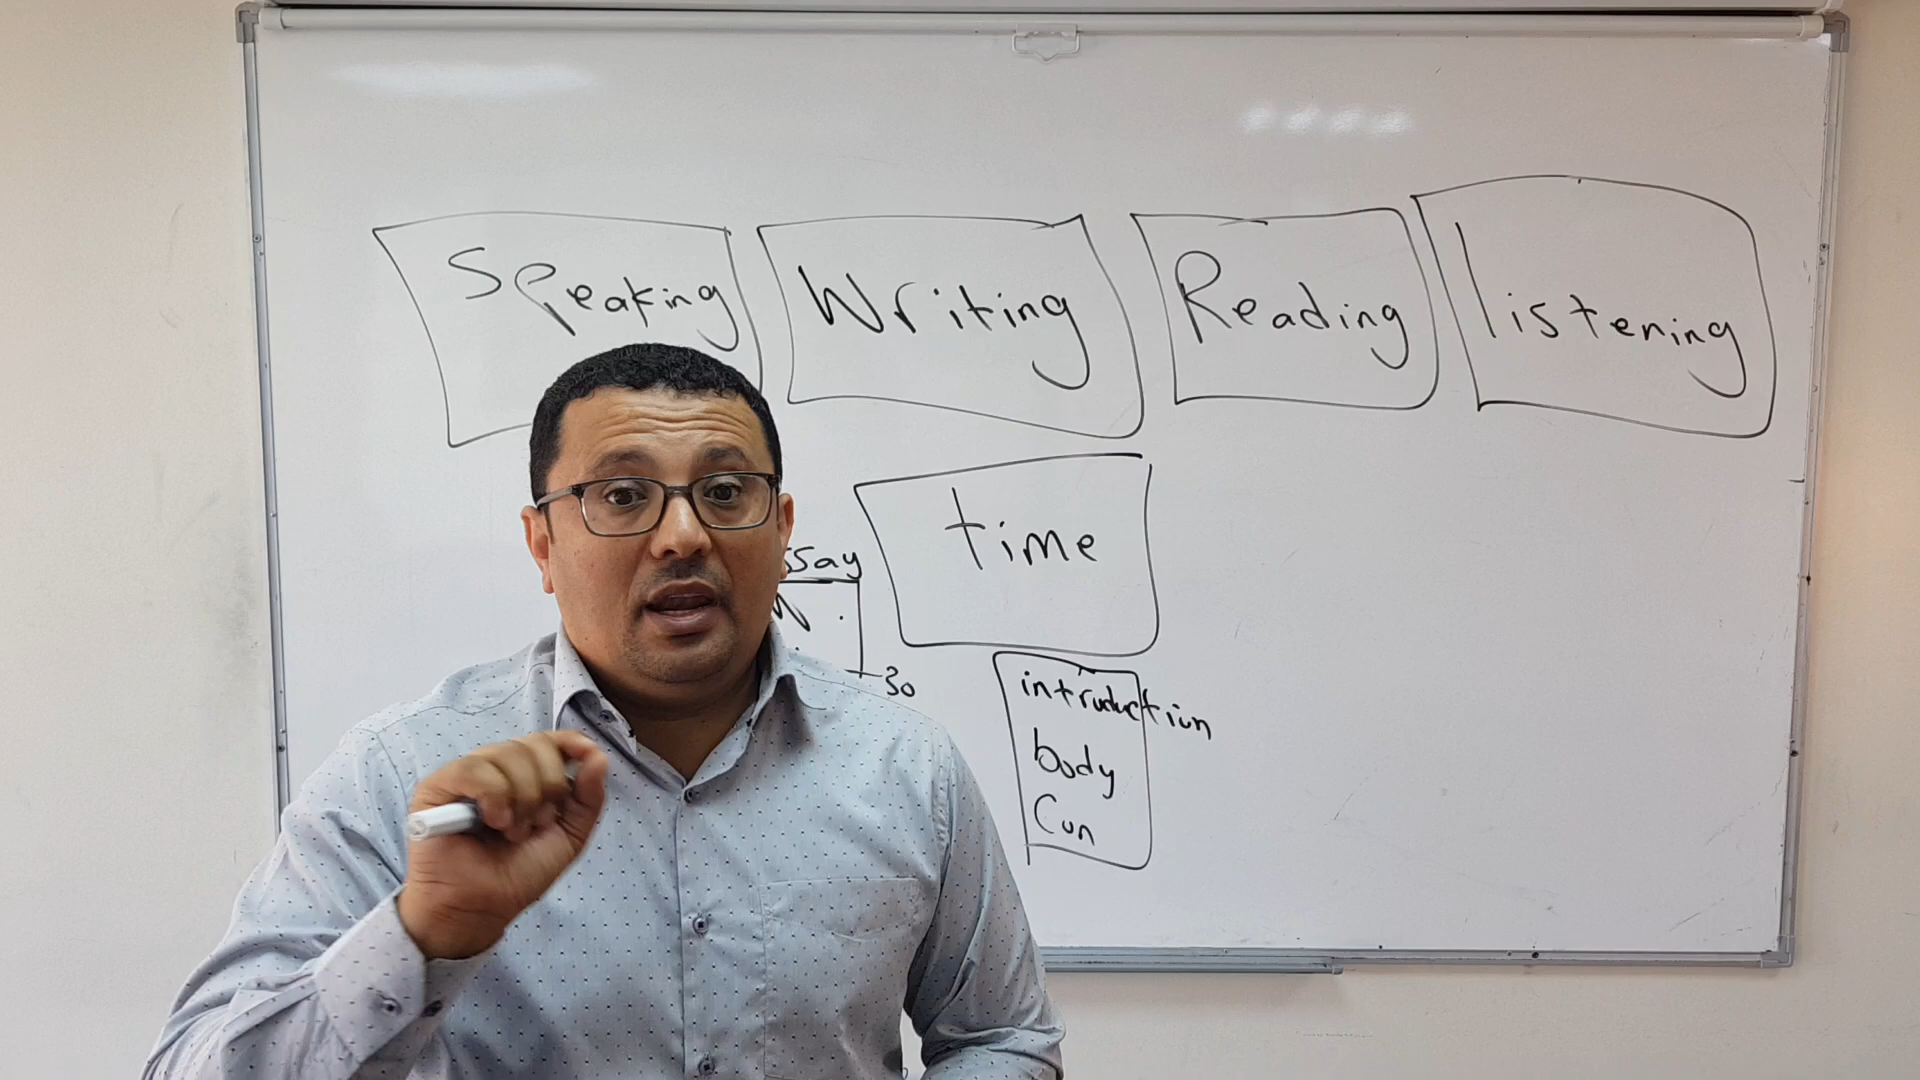 Speaking Writing Reading listening
time
ssay
30
intruduction
body
Con